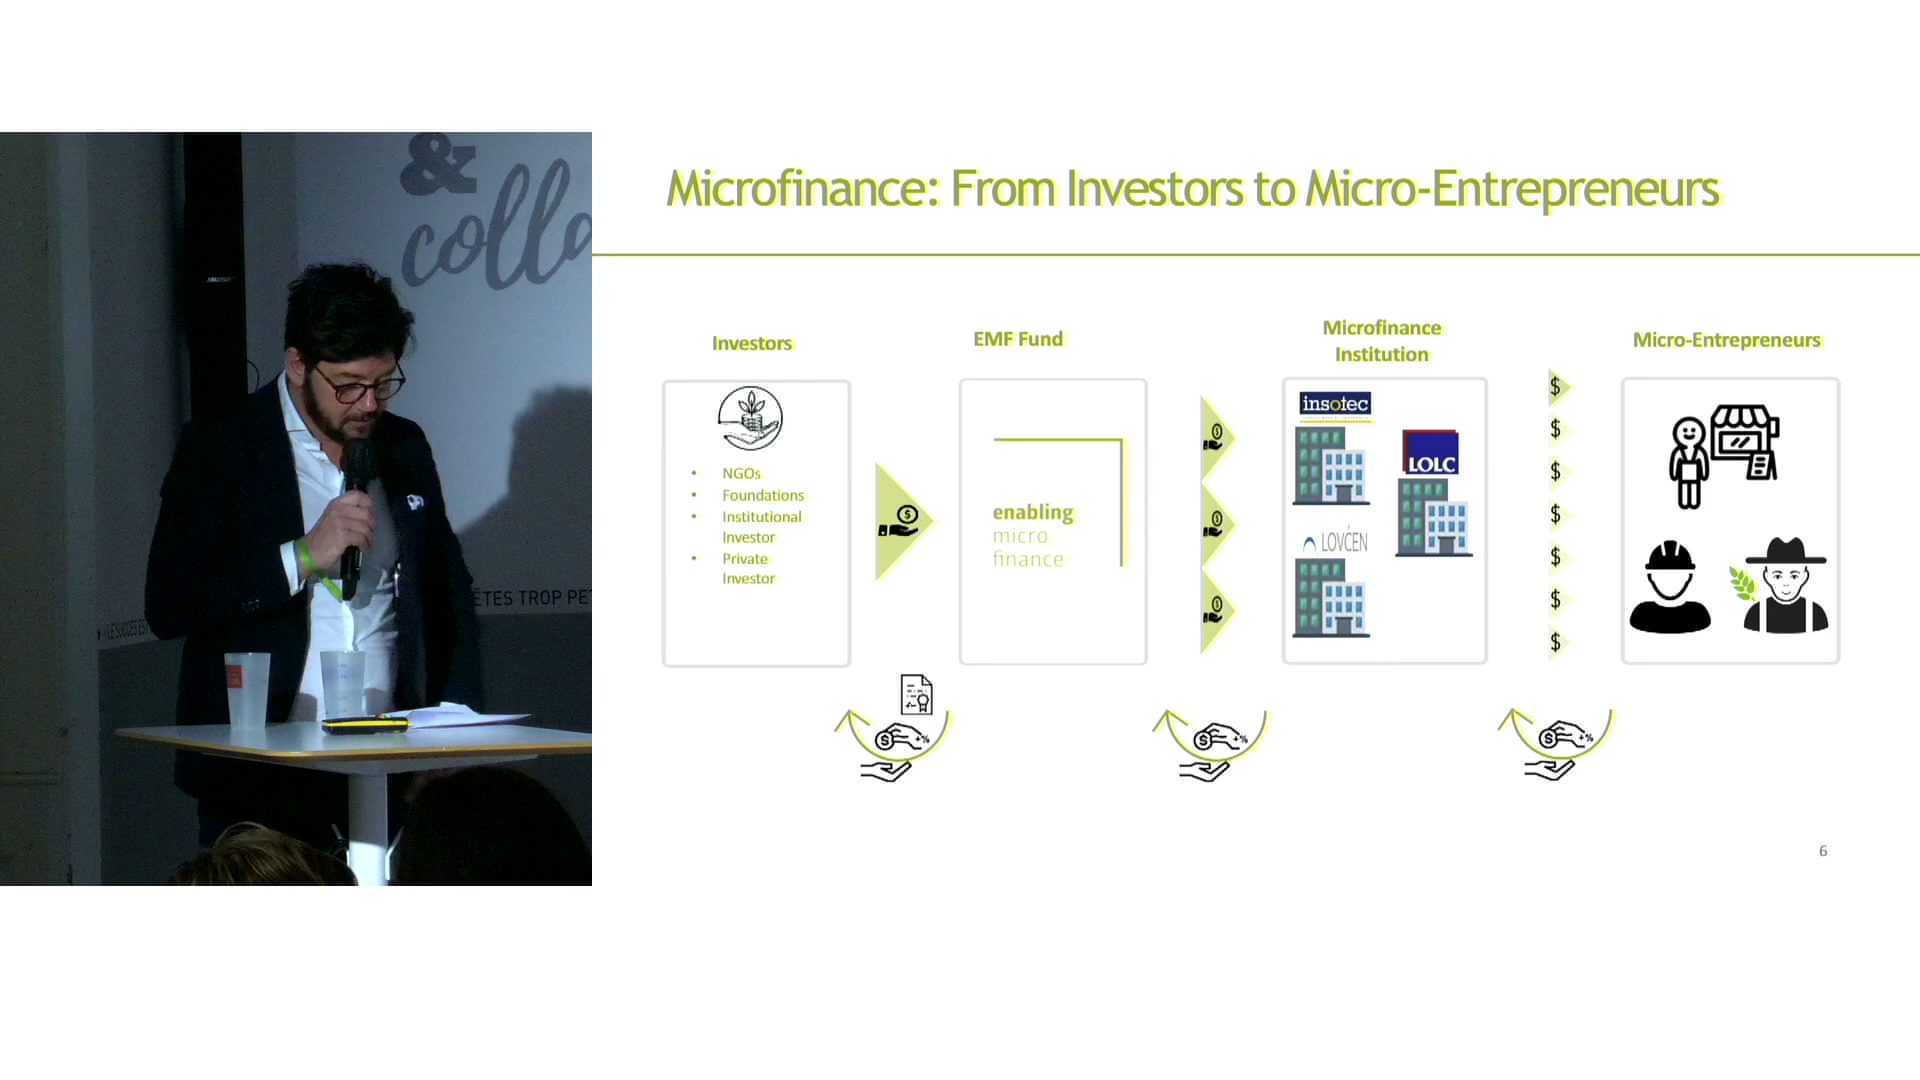 &
colla
ÊTES TROP PE
Microfinance: From Investors to Micro-Entrepreneurs
Investors
• NGOs
• Foundations
• Institutional
Investor
• Private
Investor
EMF Fund
enabling
micro
finance
Microfinance
Institution
insotec
LOLC
LOVĆEN
$
$
$
$
$
$
$
Micro-Entrepreneurs
6